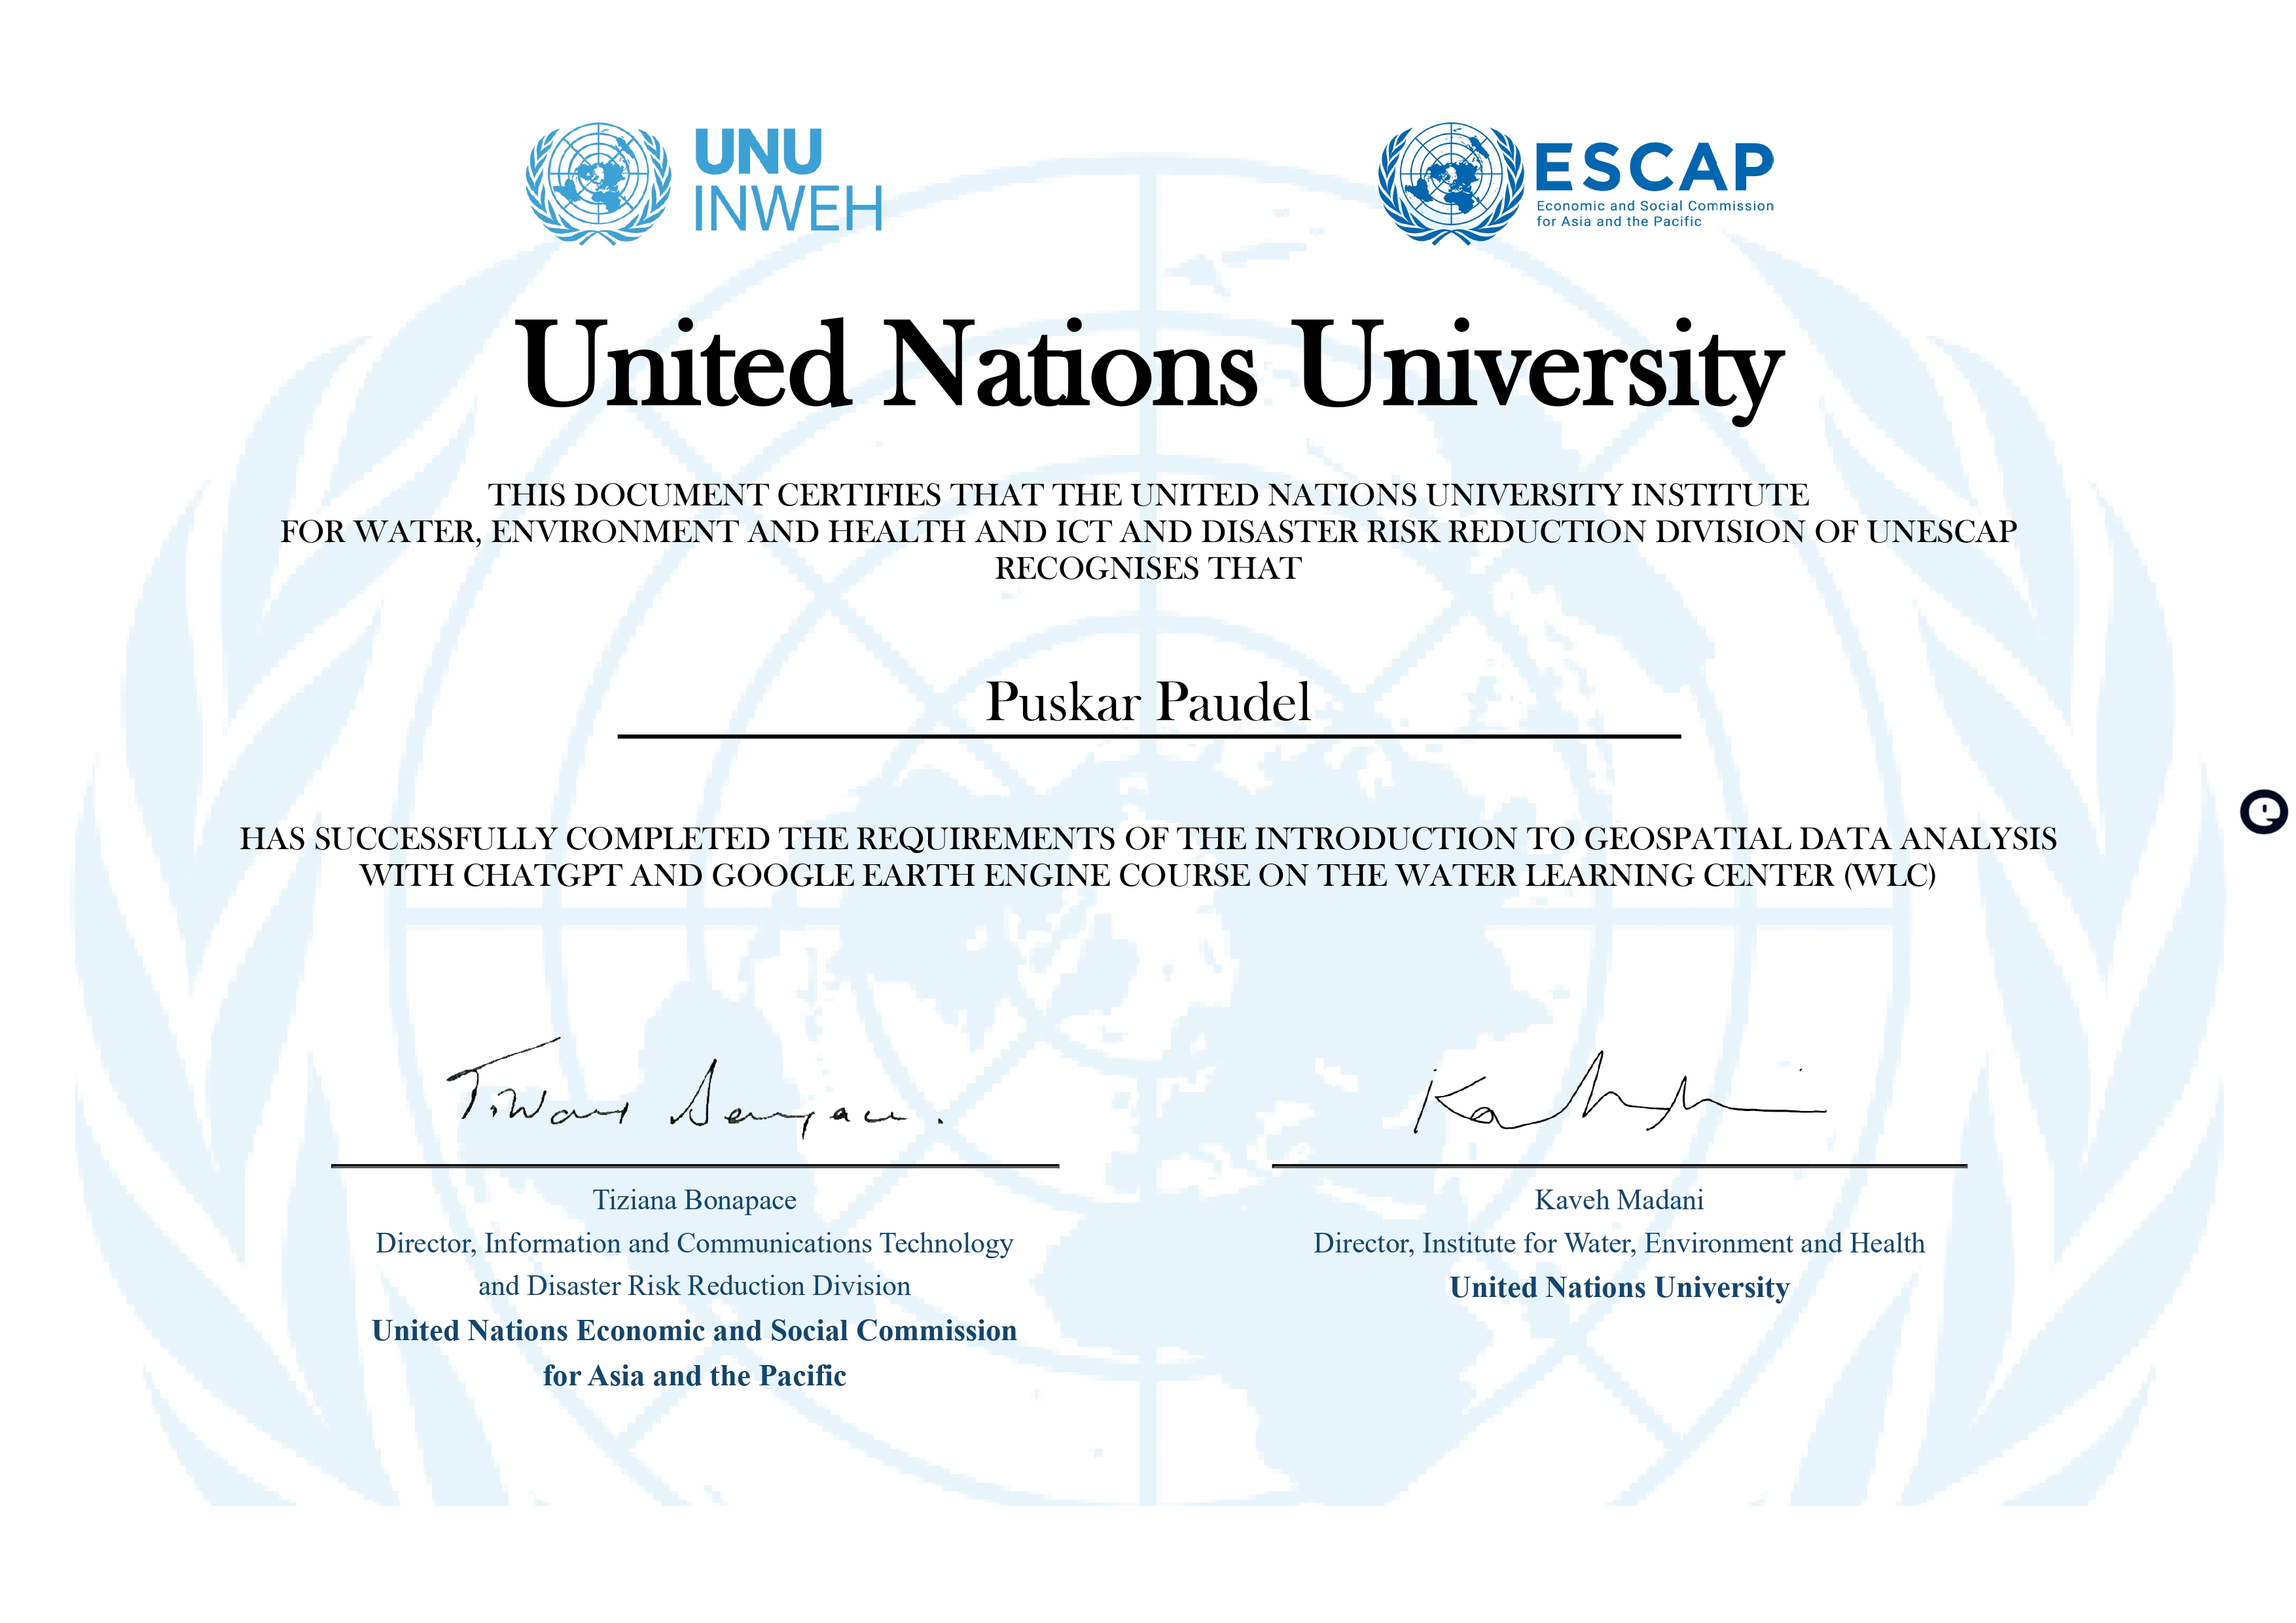 UNU
INWEH
ESCAP
Economic and Social Commission
for Asia and the Pacific
United Nations University
THIS DOCUMENT CERTIFIES THAT THE UNITED NATIONS UNIVERSITY INSTITUTE
FOR WATER, ENVIRONMENT AND HEALTH AND ICT AND DISASTER RISK REDUCTION DIVISION OF UNESCAP
RECOGNISES THAT
Puskar Paudel
HAS SUCCESSFULLY COMPLETED THE REQUIREMENTS OF THE INTRODUCTION TO GEOSPATIAL DATA ANALYSIS
WITH CHATGPT AND GOOGLE EARTH ENGINE COURSE ON THE WATER LEARNING CENTER (WLC)
Tiziana Bonapace
Director, Information and Communications Technology
and Disaster Risk Reduction Division
United Nations Economic and Social Commission
for Asia and the Pacific
Kaveh Madani
Director, Institute for Water, Environment and Health
United Nations University